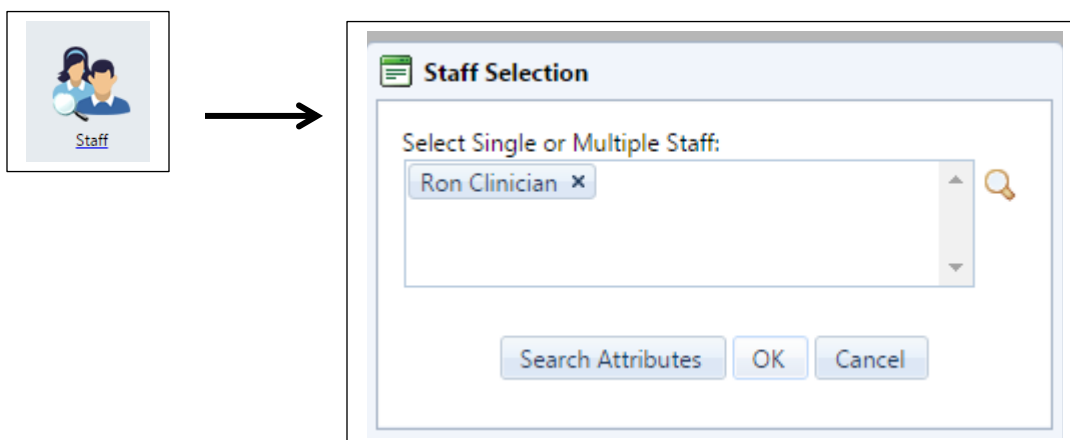 Staff
Staff Selection
Select Single or Multiple Staff:
Ron Clinician ×
Search Attributes OK Cancel